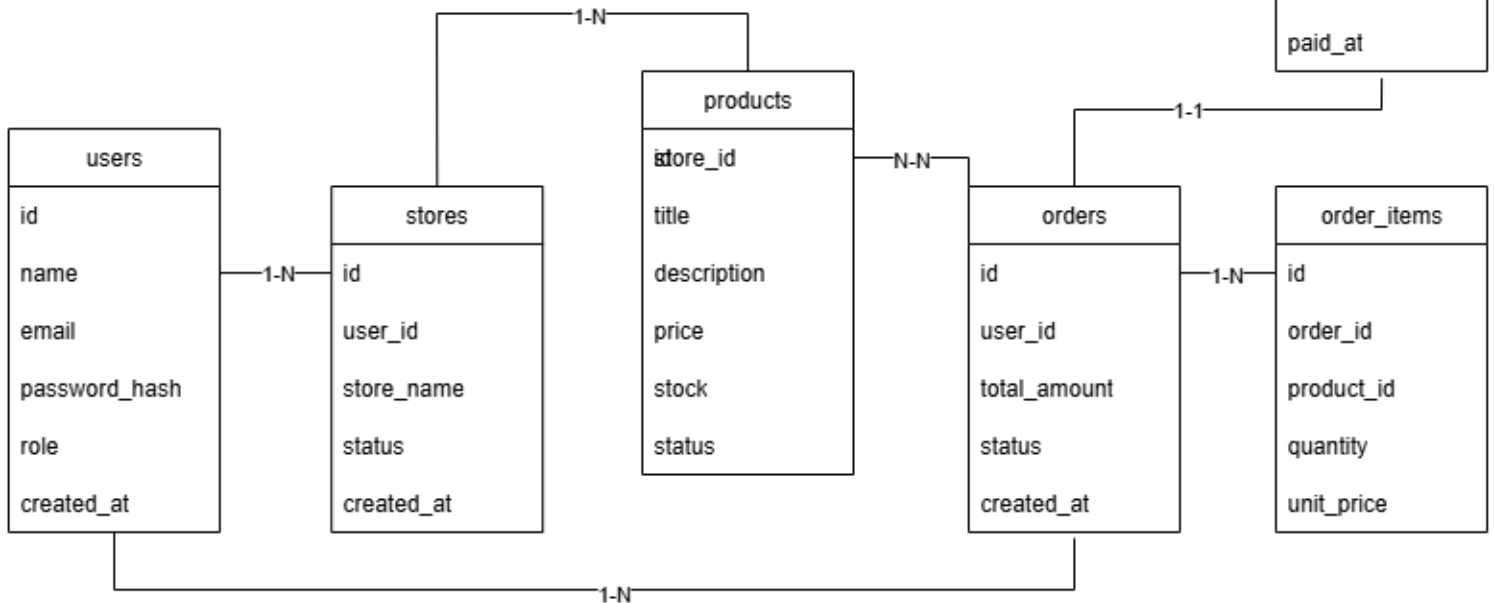 1-N
paid_at
products
id
store_id
title
description
price
stock
status
1-1
N-N
users
id
name
email
password_hash
role
created_at
1-N
stores
id
user_id
store_name
status
created_at
orders
id
user_id
total_amount
status
created_at
1-N
order_items
id
order_id
product_id
quantity
unit_price
1-N